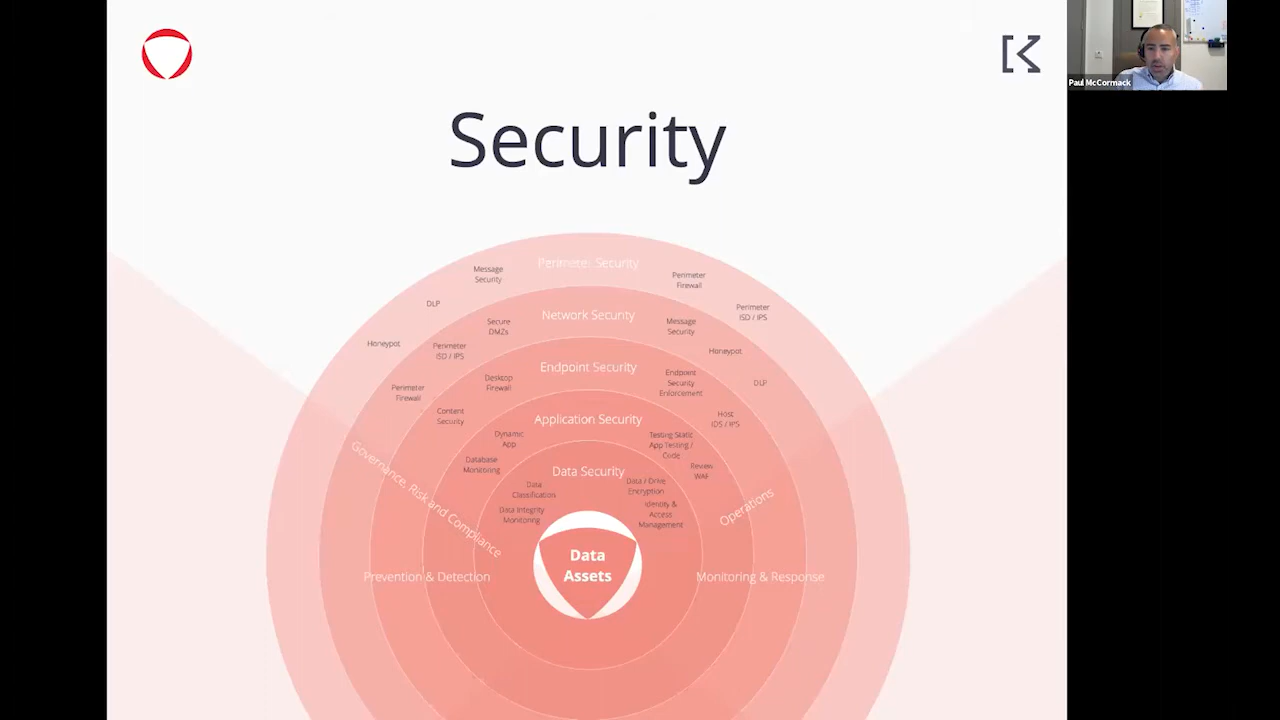 Paul McCormack
Security
Perimeter Security
Message
Security
Perimeter
Firewall
DLP
Perimeter
ISD / IPS
Honeypot
Network Security
Secure
DMZs
Message
Security
Perimeter
ISD / IPS
Honeypot
Perimeter
Firewall
DLP
Endpoint Security
Desktop
Firewall
Endpoint
Security
Enforcement
Content
Security
Host
IDS / IPS
Application Security
Dynamic
App
Testing Static
App Testing /
Code
Database
Monitoring
Review
WAF
Data Security
Data
Classification
Data / Drive
Encryption
Data Integrity
Monitoring
Identity &
Access
Management
Governance, Risk and Compliance
Operations
Data
Assets
Prevention & Detection
Monitoring & Response